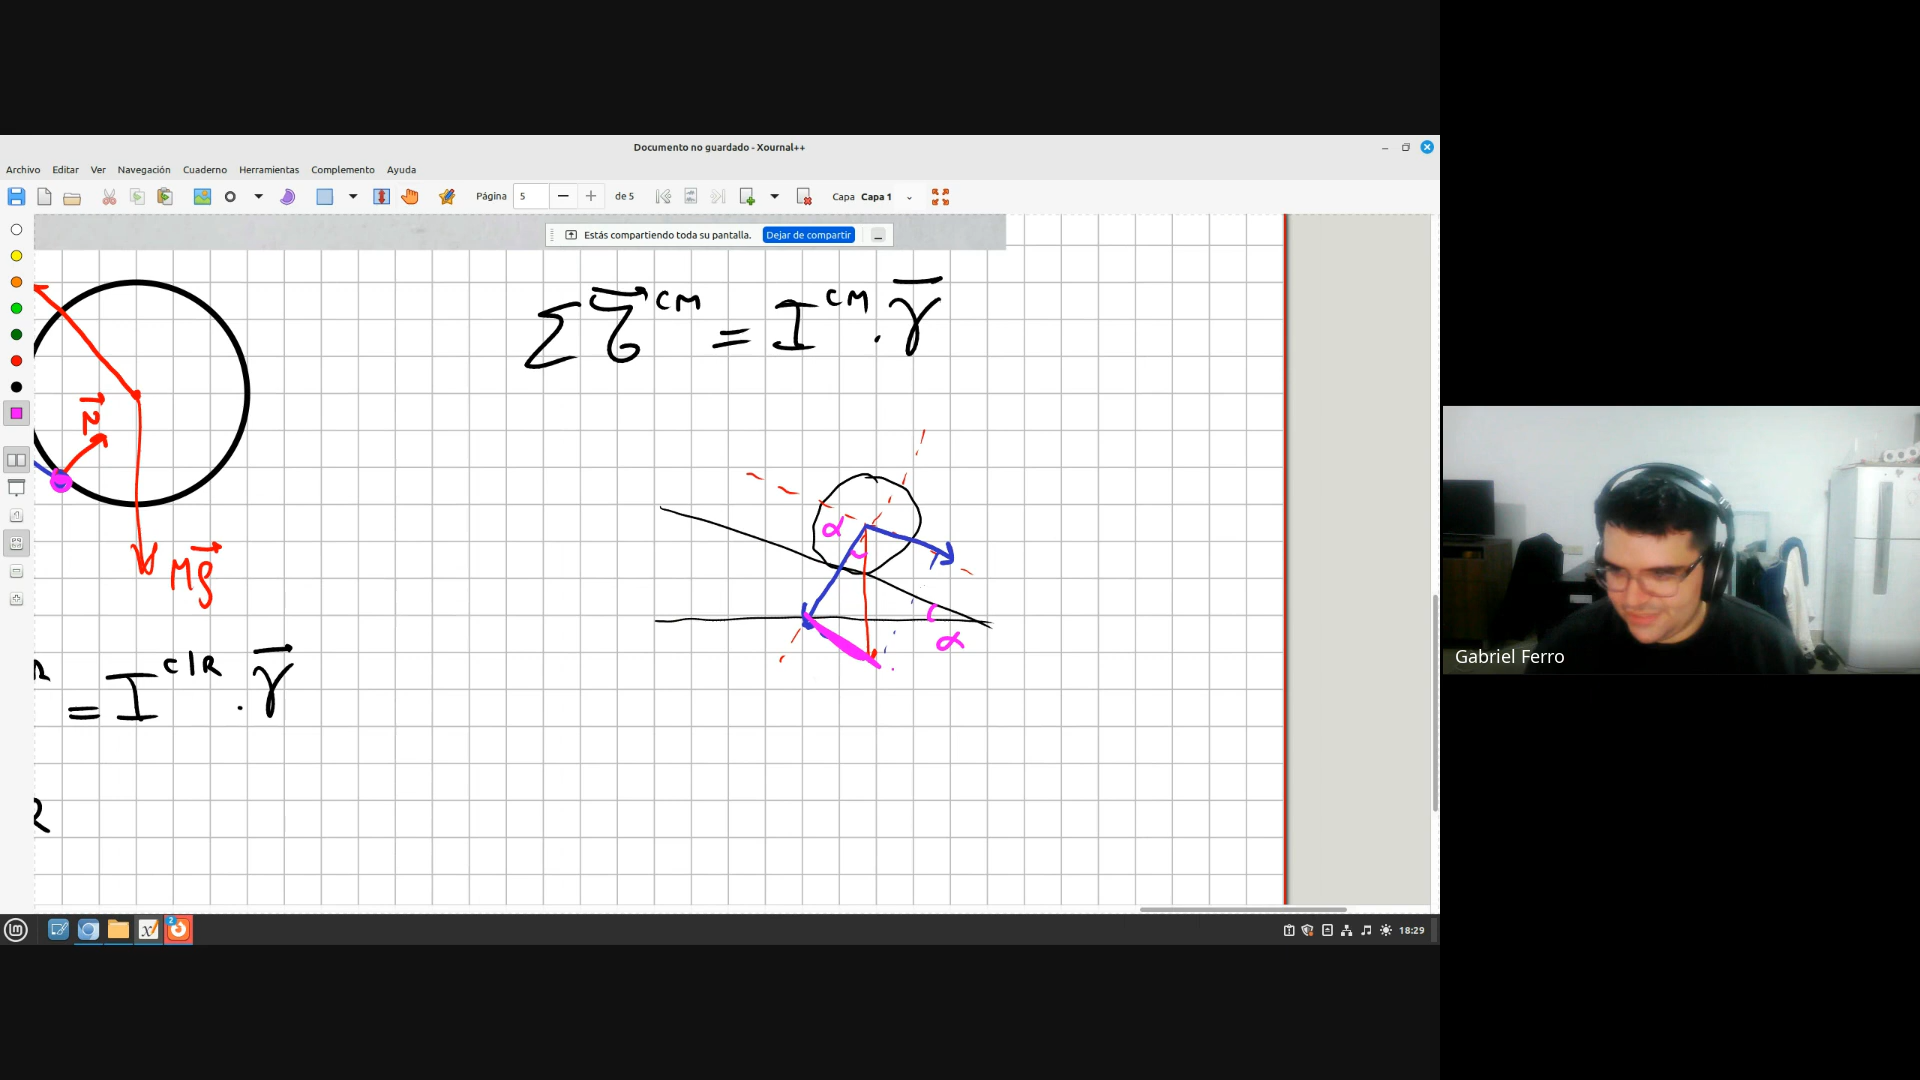 Documento no guardado - Xournal++
Archivo Editar Ver Navegación Cuaderno Herramientas Complemento Ayuda
Página 5 de 5 Capa Capa 1
Estás compartiendo toda su pantalla. Dejar de compartir
Σ τ⃗ ᶜᴹ = I ᶜᴹ . γ⃗
Mg⃗
α
α
= I ᶜᴵᴿ . γ⃗
R
Gabriel Ferro
2
18:29